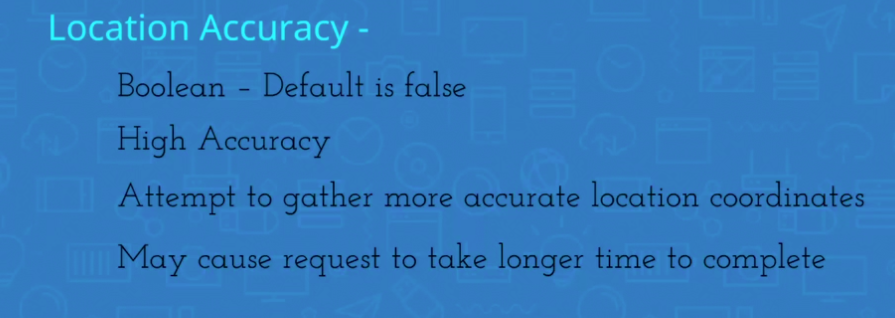 Location Accuracy -
Boolean – Default is false
High Accuracy
Attempt to gather more accurate location coordinates
May cause request to take longer time to complete